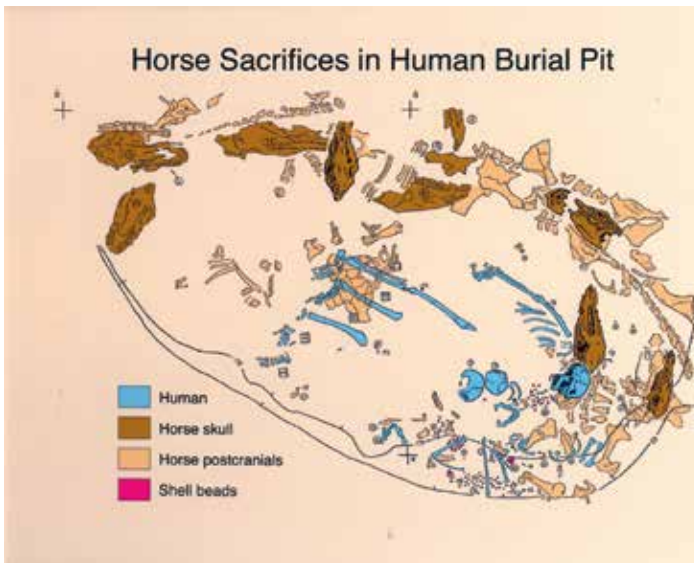 Horse Sacrifices in Human Burial Pit
Human
Horse skull
Horse postcranials
Shell beads